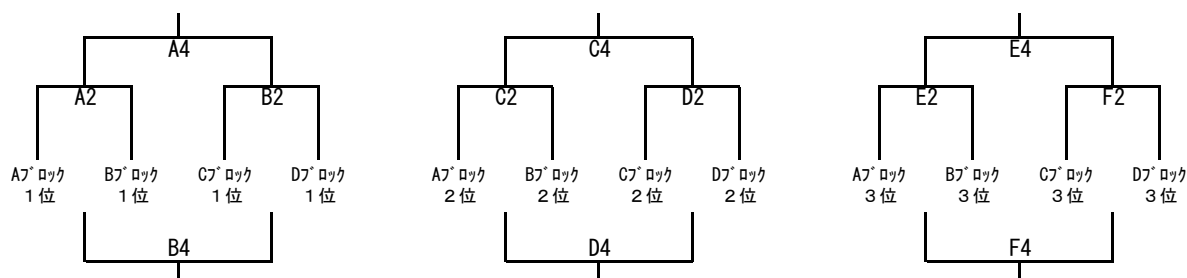 A4 C4 E4
A2 B2 C2 D2 E2 F2
Aﾌﾞﾛｯｸ Bﾌﾞﾛｯｸ Cﾌﾞﾛｯｸ Dﾌﾞﾛｯｸ Aﾌﾞﾛｯｸ Bﾌﾞﾛｯｸ Cﾌﾞﾛｯｸ Dﾌﾞﾛｯｸ Aﾌﾞﾛｯｸ Bﾌﾞﾛｯｸ Cﾌﾞﾛｯｸ Dﾌﾞﾛｯｸ
1位 1位 1位 1位 2位 2位 2位 2位 3位 3位 3位 3位
B4 D4 F4